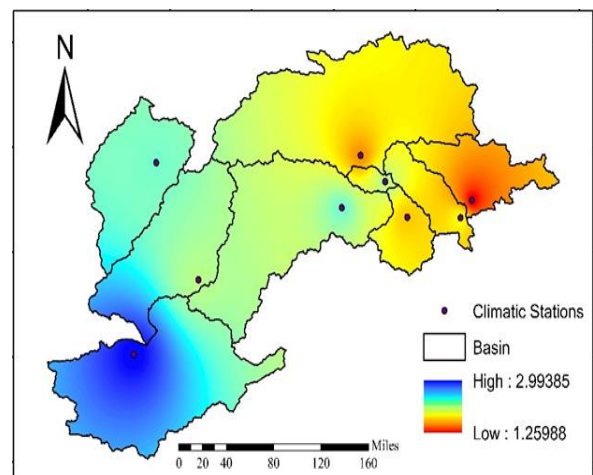 N
Climatic Stations
Basin
High : 2.99385
Low : 1.25988
Miles
0 20 40 80 120 160